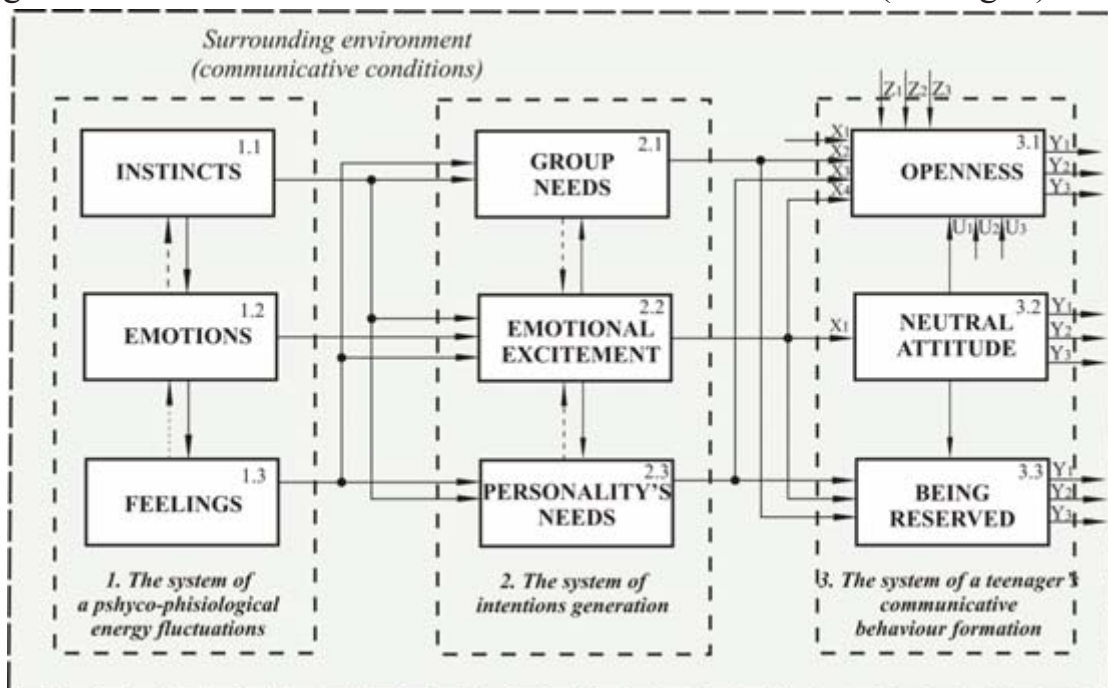 Surrounding environment
(communicative conditions)
1.1
INSTINCTS
1.2
EMOTIONS
1.3
FEELINGS
1. The system of
a pshyco-phisiological
energy fluctuations
2.1
GROUP
NEEDS
2.2
EMOTIONAL
EXCITEMENT
2.3
PERSONALITY'S
NEEDS
2. The system of
intentions generation
Z1 Z2 Z3
X1
X2
X3
X4
3.1
OPENNESS
Y1
Y2
Y3
U1 U2 U3
X1
3.2
NEUTRAL
ATTITUDE
Y1
Y2
Y3
3.3
BEING
RESERVED
Y1
Y2
Y3
3. The system of a teenager's
communicative
behaviour formation